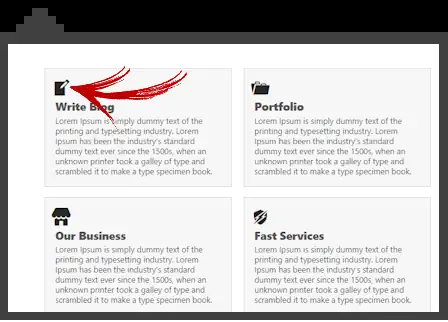 Write Blog
Lorem Ipsum is simply dummy text of the
printing and typesetting industry. Lorem
Ipsum has been the industry's standard
dummy text ever since the 1500s, when an
unknown printer took a galley of type and
scrambled it to make a type specimen book.
Portfolio
Lorem Ipsum is simply dummy text of the
printing and typesetting industry. Lorem
Ipsum has been the industry's standard
dummy text ever since the 1500s, when an
unknown printer took a galley of type and
scrambled it to make a type specimen book.
Our Business
Lorem Ipsum is simply dummy text of the
printing and typesetting industry. Lorem
Ipsum has been the industry's standard
dummy text ever since the 1500s, when an
unknown printer took a galley of type and
scrambled it to make a type specimen book.
Fast Services
Lorem Ipsum is simply dummy text of the
printing and typesetting industry. Lorem
Ipsum has been the industry's standard
dummy text ever since the 1500s, when an
unknown printer took a galley of type and
scrambled it to make a type specimen book.